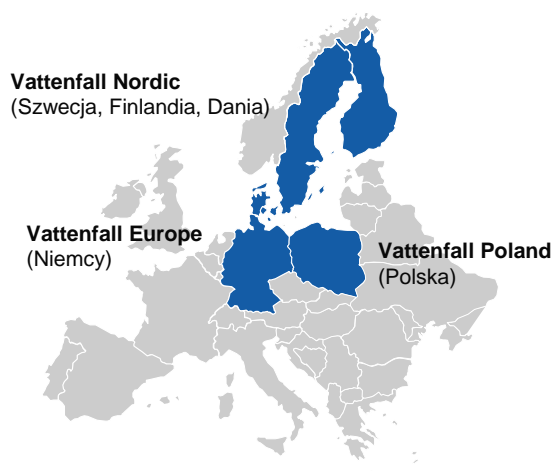 Vattenfall Nordic
(Szwecja, Finlandia, Dania)
Vattenfall Europe
(Niemcy)
Vattenfall Poland
(Polska)